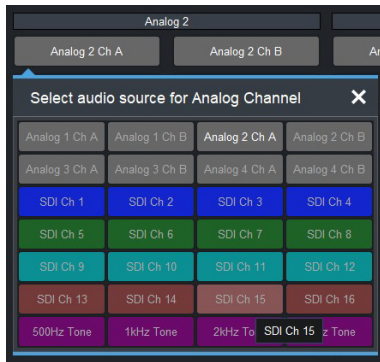 Analog 2
Analog 2 Ch A Analog 2 Ch B
Select audio source for Analog Channel
Analog 1 Ch A Analog 1 Ch B Analog 2 Ch A Analog 2 Ch B
Analog 3 Ch A Analog 3 Ch B Analog 4 Ch A Analog 4 Ch B
SDI Ch 1 SDI Ch 2 SDI Ch 3 SDI Ch 4
SDI Ch 5 SDI Ch 6 SDI Ch 7 SDI Ch 8
SDI Ch 9 SDI Ch 10 SDI Ch 11 SDI Ch 12
SDI Ch 13 SDI Ch 14 SDI Ch 15 SDI Ch 16
500Hz Tone 1kHz Tone 2kHz To SDI Ch 15 z Tone